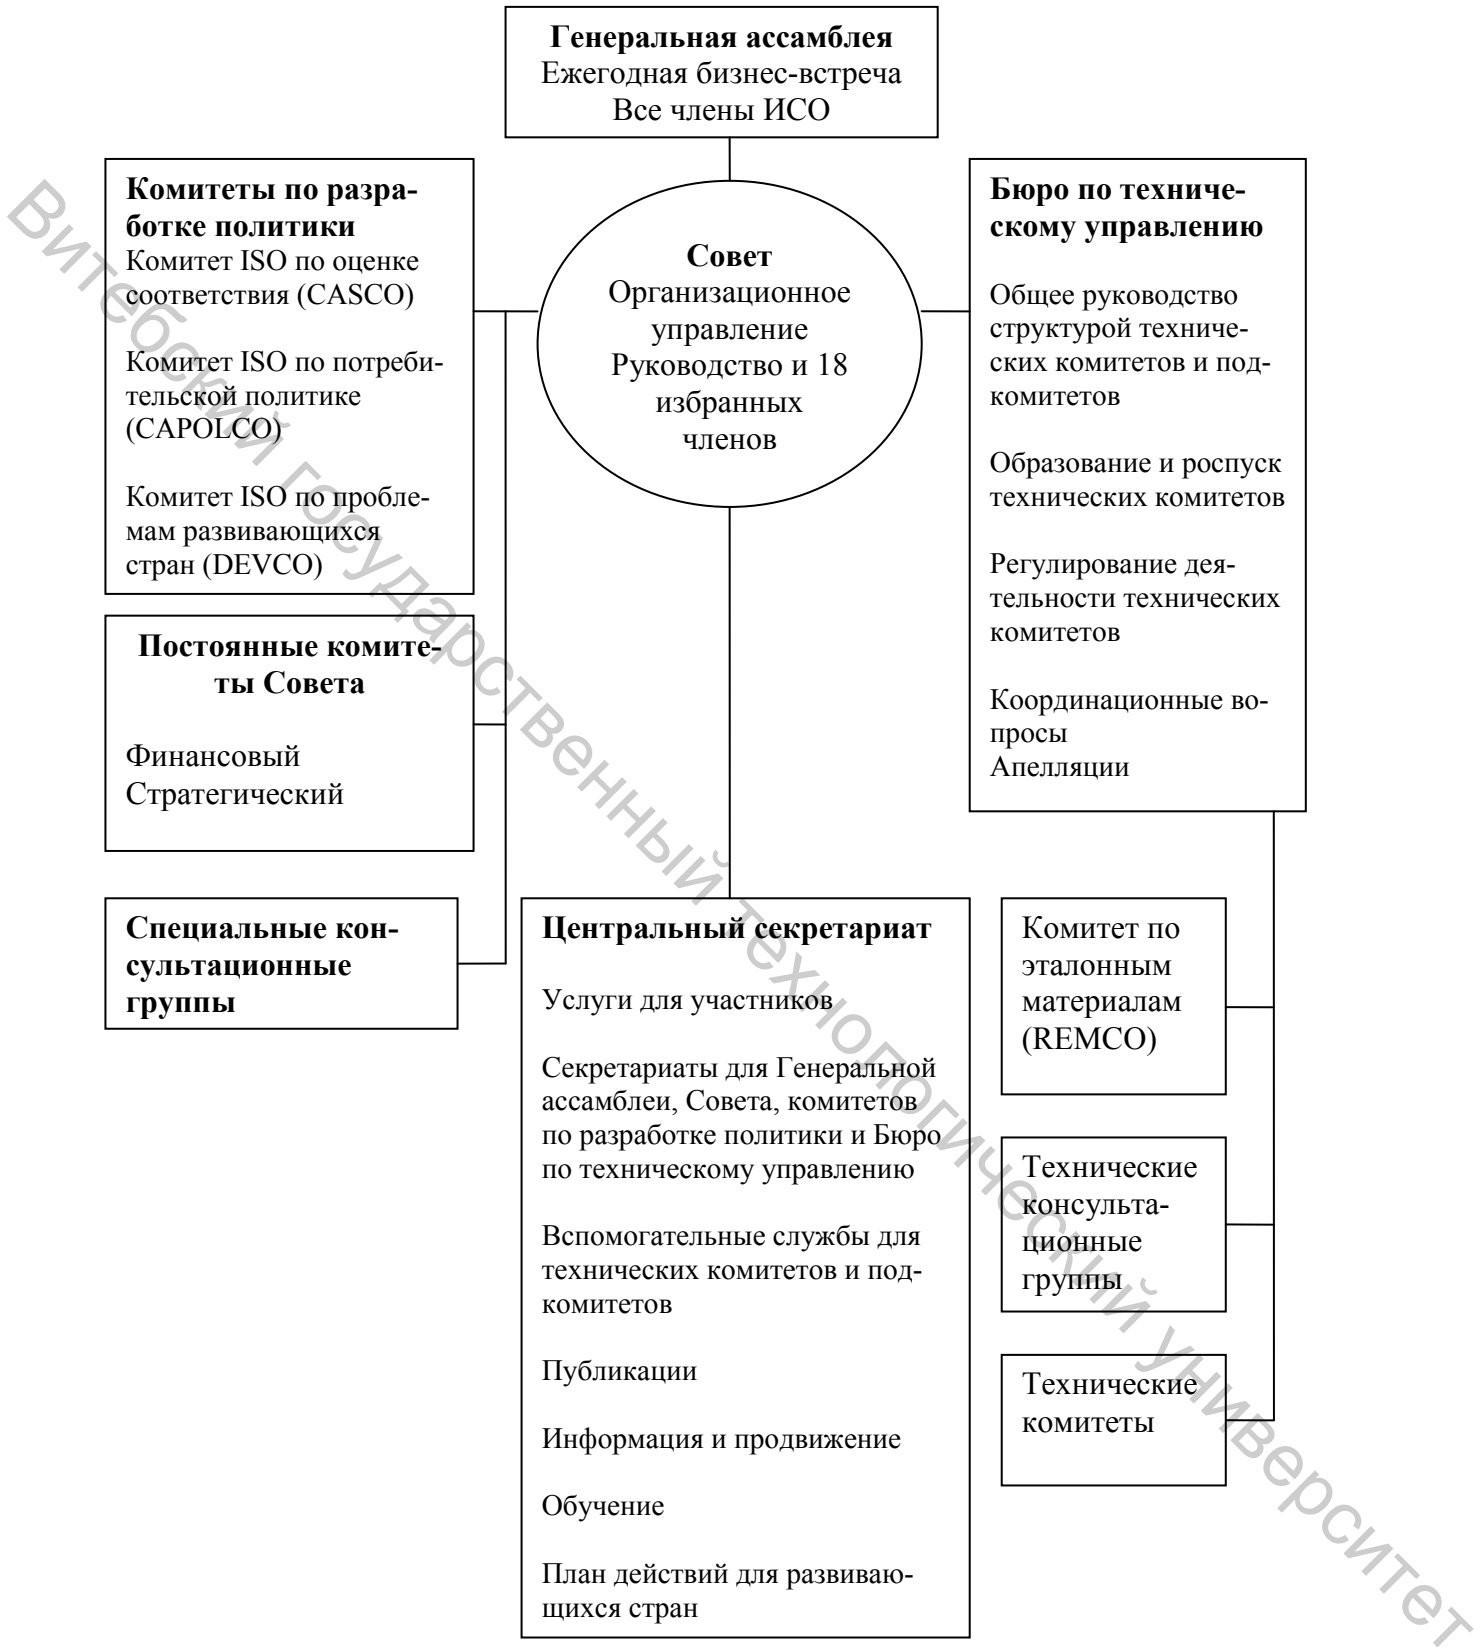 Генеральная ассамблея
Ежегодная бизнес-встреча
Все члены ИСО
Комитеты по разра-
ботке политики
Комитет ISO по оценке
соответствия (CASCO)
Комитет ISO по потреби-
тельской политике
(CAPOLCO)
Комитет ISO по пробле-
мам развивающихся
стран (DEVCO)
Совет
Организационное
управление
Руководство и 18
избранных
членов
Бюро по техниче-
скому управлению
Общее руководство
структурой техниче-
ских комитетов и под-
комитетов
Образование и роспуск
технических комитетов
Регулирование дея-
тельности технических
комитетов
Координационные во-
просы
Апелляции
Постоянные комите-
ты Совета
Финансовый
Стратегический
Специальные кон-
сультационные
группы
Центральный секретариат
Услуги для участников
Секретариаты для Генеральной
ассамблеи, Совета, комитетов
по разработке политики и Бюро
по техническому управлению
Вспомогательные службы для
технических комитетов и под-
комитетов
Публикации
Информация и продвижение
Обучение
План действий для развиваю-
щихся стран
Комитет по
эталонным
материалам
(REMCO)
Технические
консульта-
ционные
группы
Технические
комитеты
Витебский государственный технологический университет